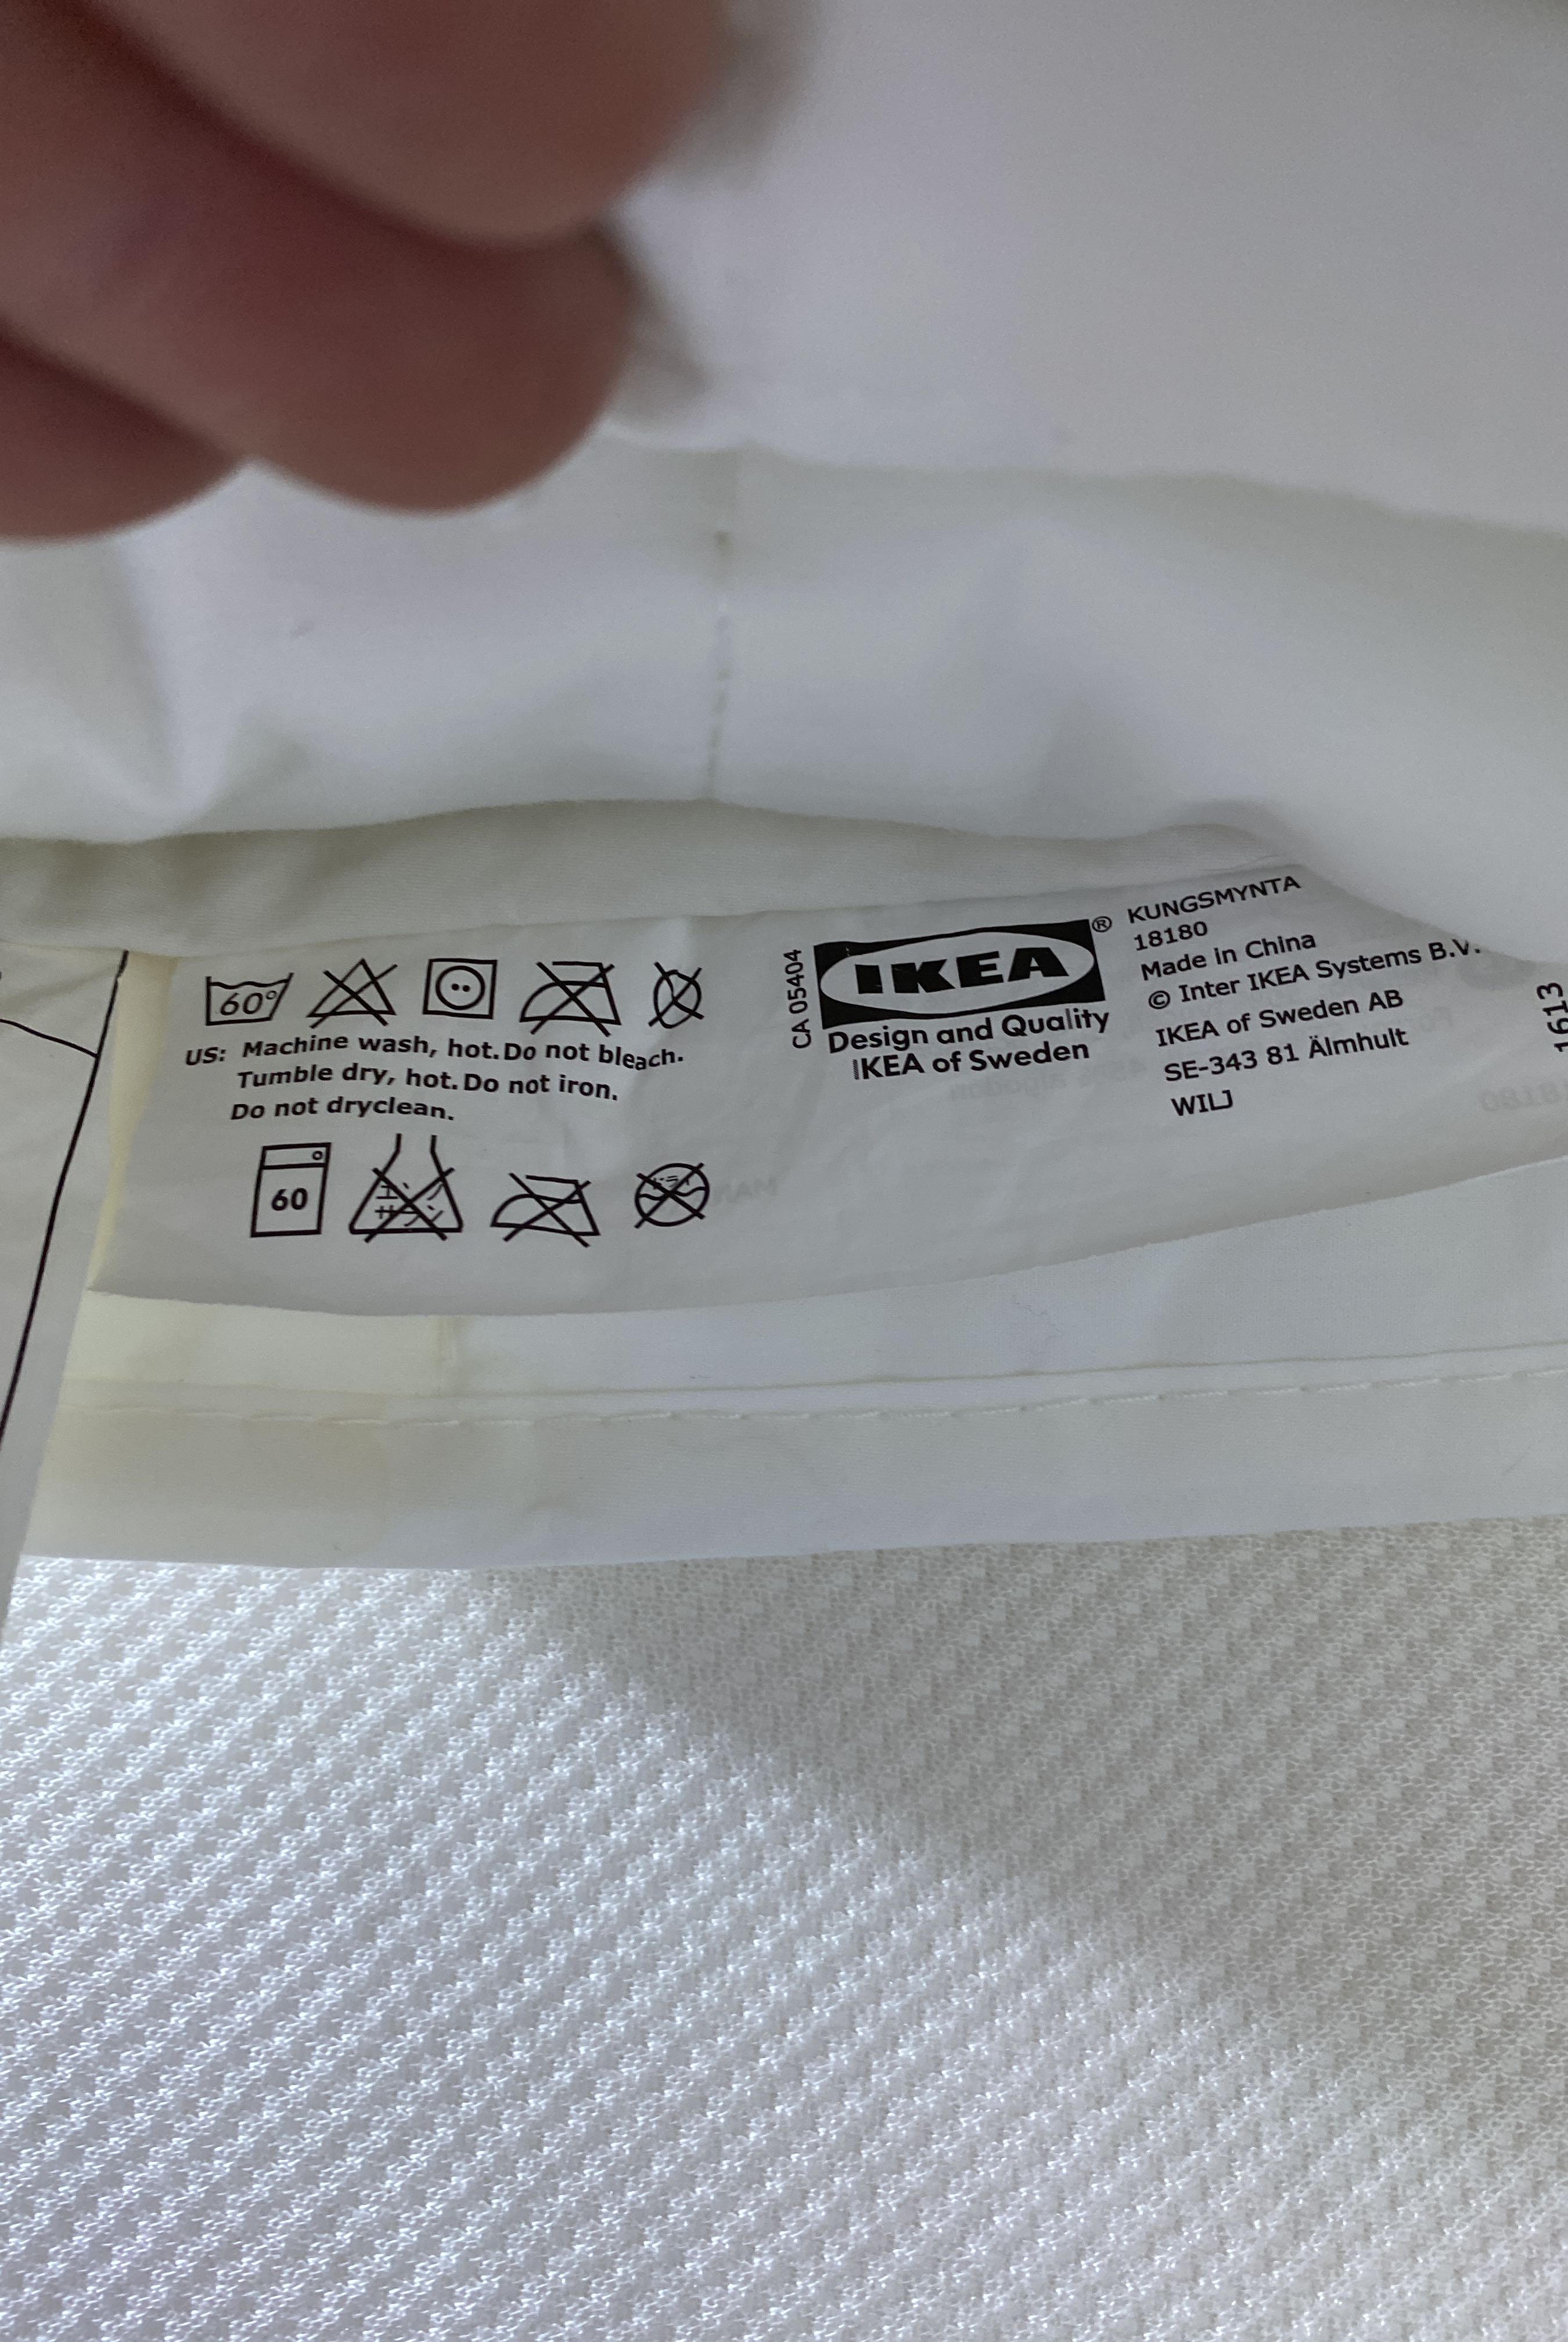 60°
US: Machine wash, hot. Do not bleach.
Tumble dry, hot. Do not iron.
Do not dryclean.
60
CA 05404
IKEA®
Design and Quality
IKEA of Sweden
KUNGSMYNTA
18180
Made in China
© Inter IKEA Systems B.V.
IKEA of Sweden AB
SE-343 81 Älmhult
WILJ
1613